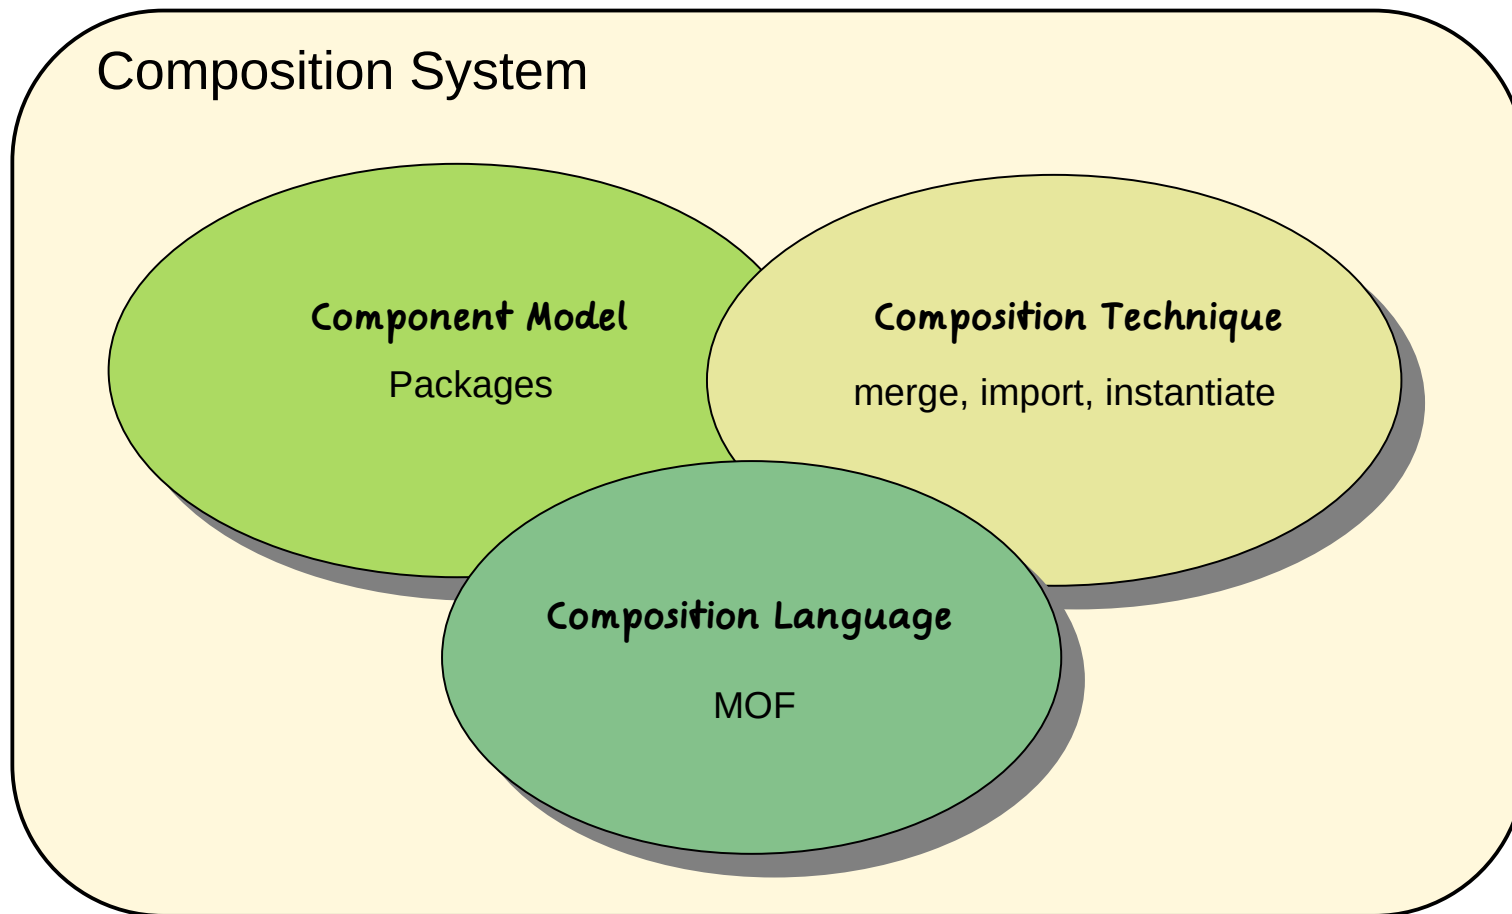 Composition System
Component Model
Packages
Composition Technique
merge, import, instantiate
Composition Language
MOF